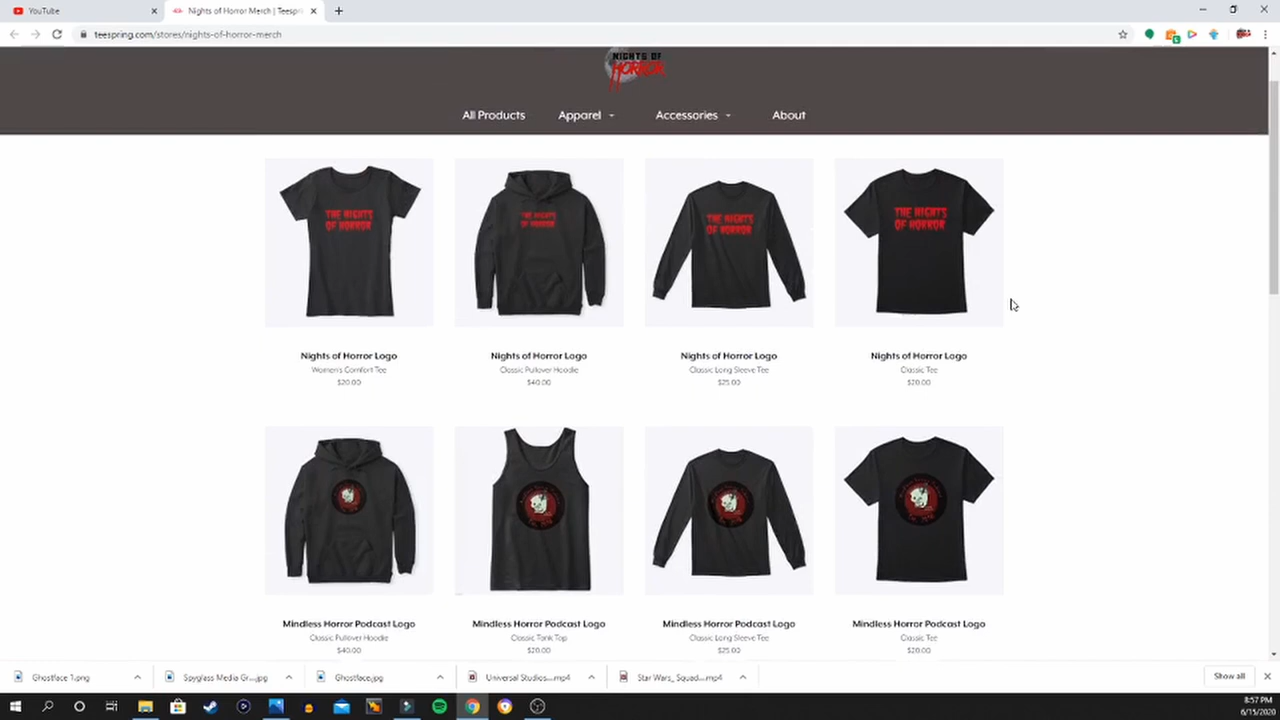 YouTube
Nights of Horror Merch | Teespri
teespring.com/stores/nights-of-horror-merch
NIGHTS OF
HORROR
All Products
Apparel
Accessories
About
THE NIGHTS
OF HORROR
THE NIGHTS
OF HORROR
THE NIGHTS
OF HORROR
THE NIGHTS
OF HORROR
Nights of Horror Logo
Women's Comfort Tee
$20.00
Nights of Horror Logo
Classic Pullover Hoodie
$40.00
Nights of Horror Logo
Classic Long Sleeve Tee
$25.00
Nights of Horror Logo
Classic Tee
$20.00
Mindless Horror Podcast Logo
Classic Pullover Hoodie
$40.00
Mindless Horror Podcast Logo
Classic Tank Top
$20.00
Mindless Horror Podcast Logo
Classic Long Sleeve Tee
$25.00
Mindless Horror Podcast Logo
Classic Tee
$20.00
Ghostface 1.png
Spyglass Media Gr...jpg
Ghostface.jpg
Universal Studios....mp4
Star Wars_ Squad....mp4
Show all
8:57 PM
6/15/2020